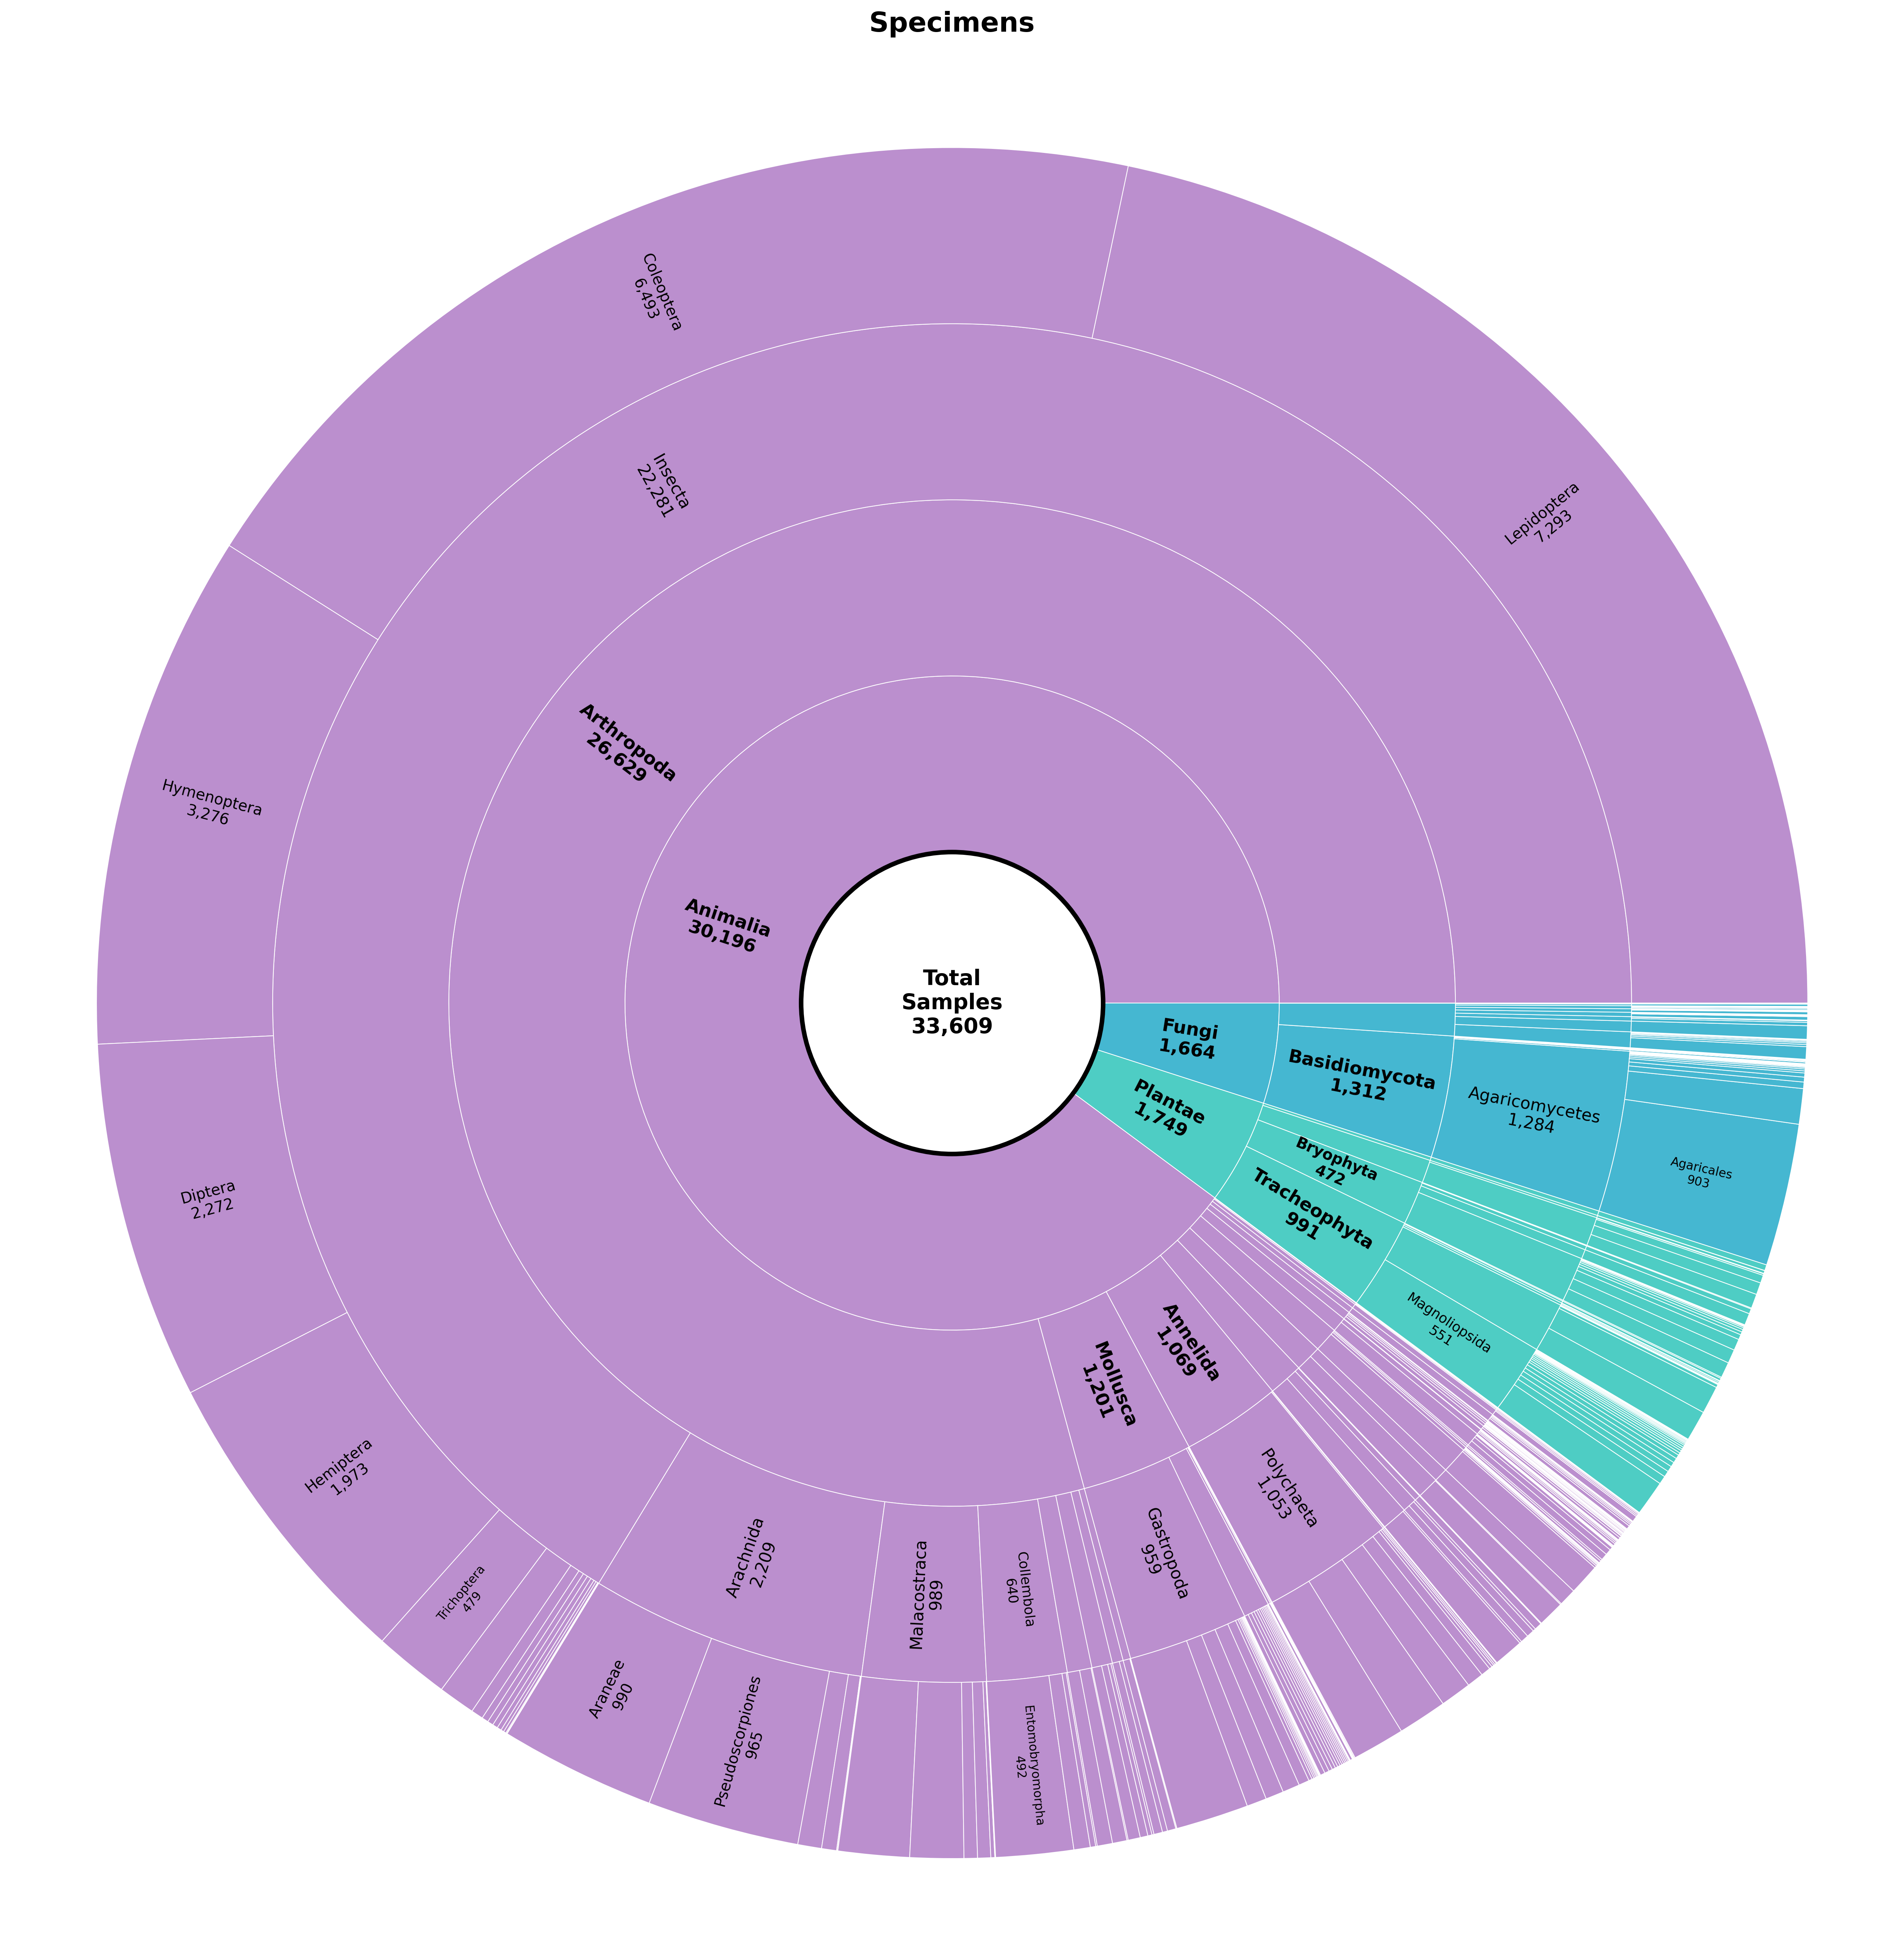 Specimens
Coleoptera
6,493
Lepidoptera
7,293
Insecta
22,281
Arthropoda
26,629
Hymenoptera
3,276
Animalia
30,196
Total
Samples
33,609
Fungi
1,664
Basidiomycota
1,312
Agaricomycetes
1,284
Agaricales
903
Plantae
1,749
Bryophyta
472
Tracheophyta
991
Magnoliopsida
551
Diptera
2,272
Hemiptera
1,973
Trichoptera
479
Annelida
1,069
Mollusca
1,201
Polychaeta
1,053
Gastropoda
959
Arachnida
2,209
Malacostraca
989
Collembola
640
Araneae
990
Pseudoscorpiones
965
Entomobryomorpha
492